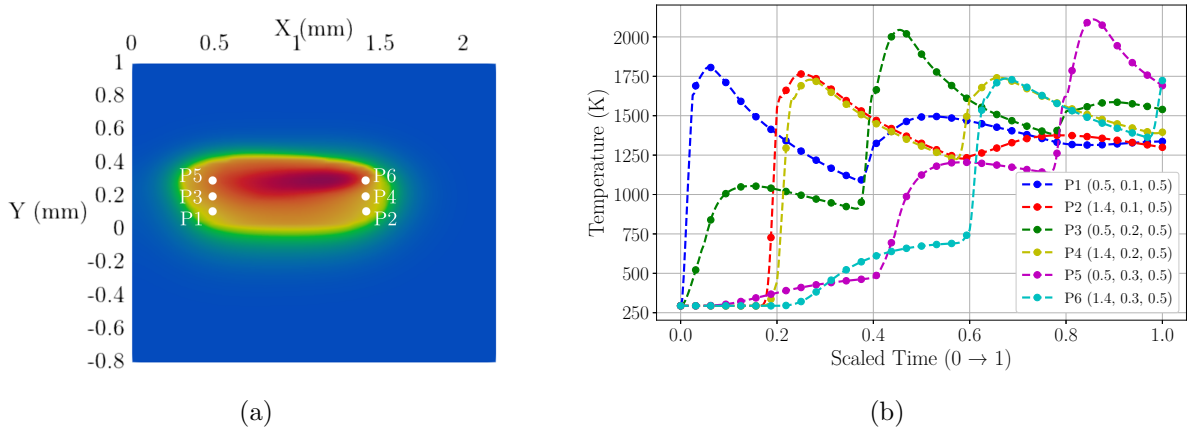 X (mm)
0 0.5 1 1.5 2
1
0.8
0.6
0.4
0.2
Y (mm) 0
-0.2
-0.4
-0.6
-0.8
P5 P6
P3 P4
P1 P2
(a)
Temperature (K)
2000
1750
1500
1250
1000
750
500
250
0.0 0.2 0.4 0.6 0.8 1.0
Scaled Time (0 → 1)
P1 (0.5, 0.1, 0.5)
P2 (1.4, 0.1, 0.5)
P3 (0.5, 0.2, 0.5)
P4 (1.4, 0.2, 0.5)
P5 (0.5, 0.3, 0.5)
P6 (1.4, 0.3, 0.5)
(b)